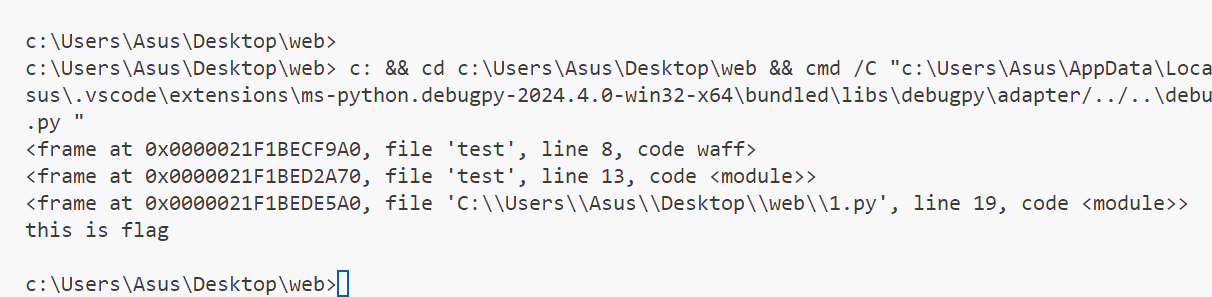 c:\Users\Asus\Desktop\web>
c:\Users\Asus\Desktop\web> c: && cd c:\Users\Asus\Desktop\web && cmd /C "c:\Users\Asus\AppData\Loca
sus\.vscode\extensions\ms-python.debugpy-2024.4.0-win32-x64\bundled\libs\debugpy\adapter/../..\debu
.py "
<frame at 0x0000021F1BECF9A0, file 'test', line 8, code waff>
<frame at 0x0000021F1BED2A70, file 'test', line 13, code <module>>
<frame at 0x0000021F1BEDE5A0, file 'C:\\Users\\Asus\\Desktop\\web\\1.py', line 19, code <module>>
this is flag
c:\Users\Asus\Desktop\web>